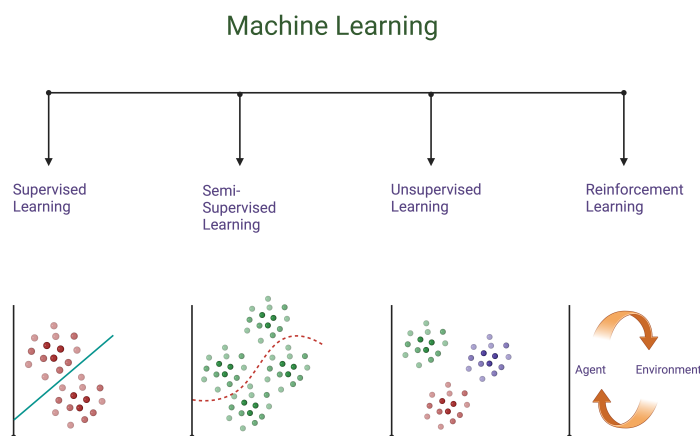 Machine Learning
Supervised
Learning
Semi-
Supervised
Learning
Unsupervised
Learning
Reinforcement
Learning
Agent
Environment